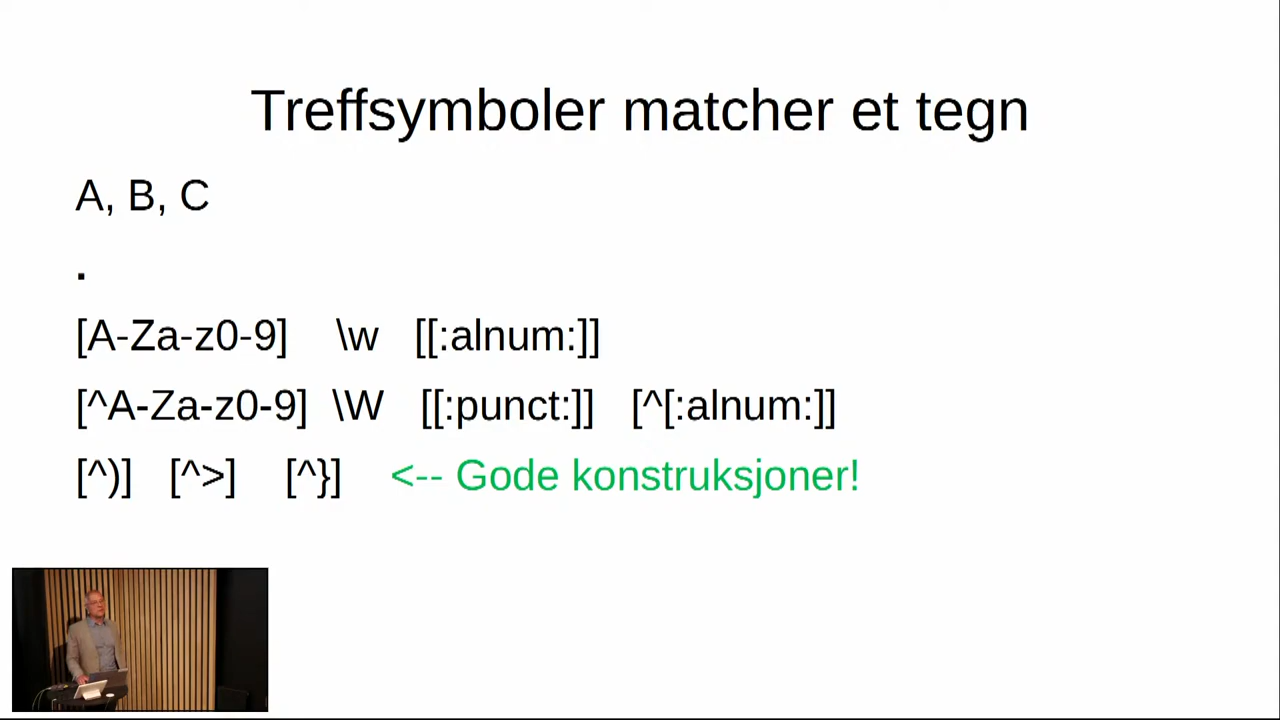 Treffsymboler matcher et tegn
A, B, C
.
[A-Za-z0-9] \w [[:alnum:]]
[^A-Za-z0-9] \W [[:punct:]] [^[:alnum:]]
[^)] [^>] [^}] <-- Gode konstruksjoner!